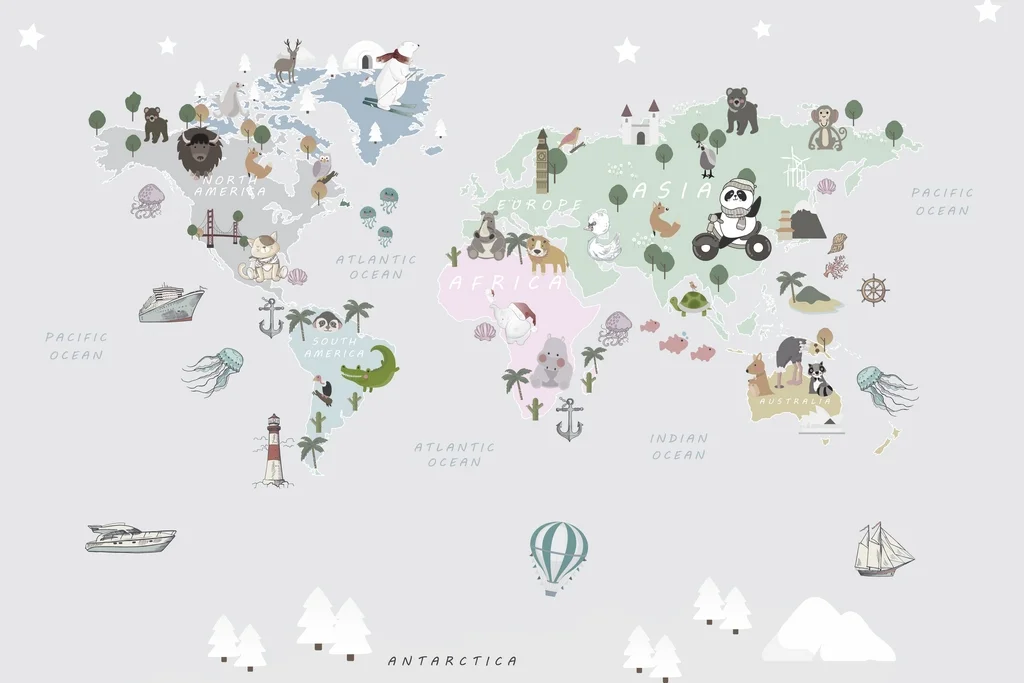 NORTH
AMERICA
EUROPE
ASIA
PACIFIC
OCEAN
ATLANTIC
OCEAN
AFRICA
PACIFIC
OCEAN
SOUTH
AMERICA
AUSTRALIA
ATLANTIC
OCEAN
INDIAN
OCEAN
ANTARCTICA